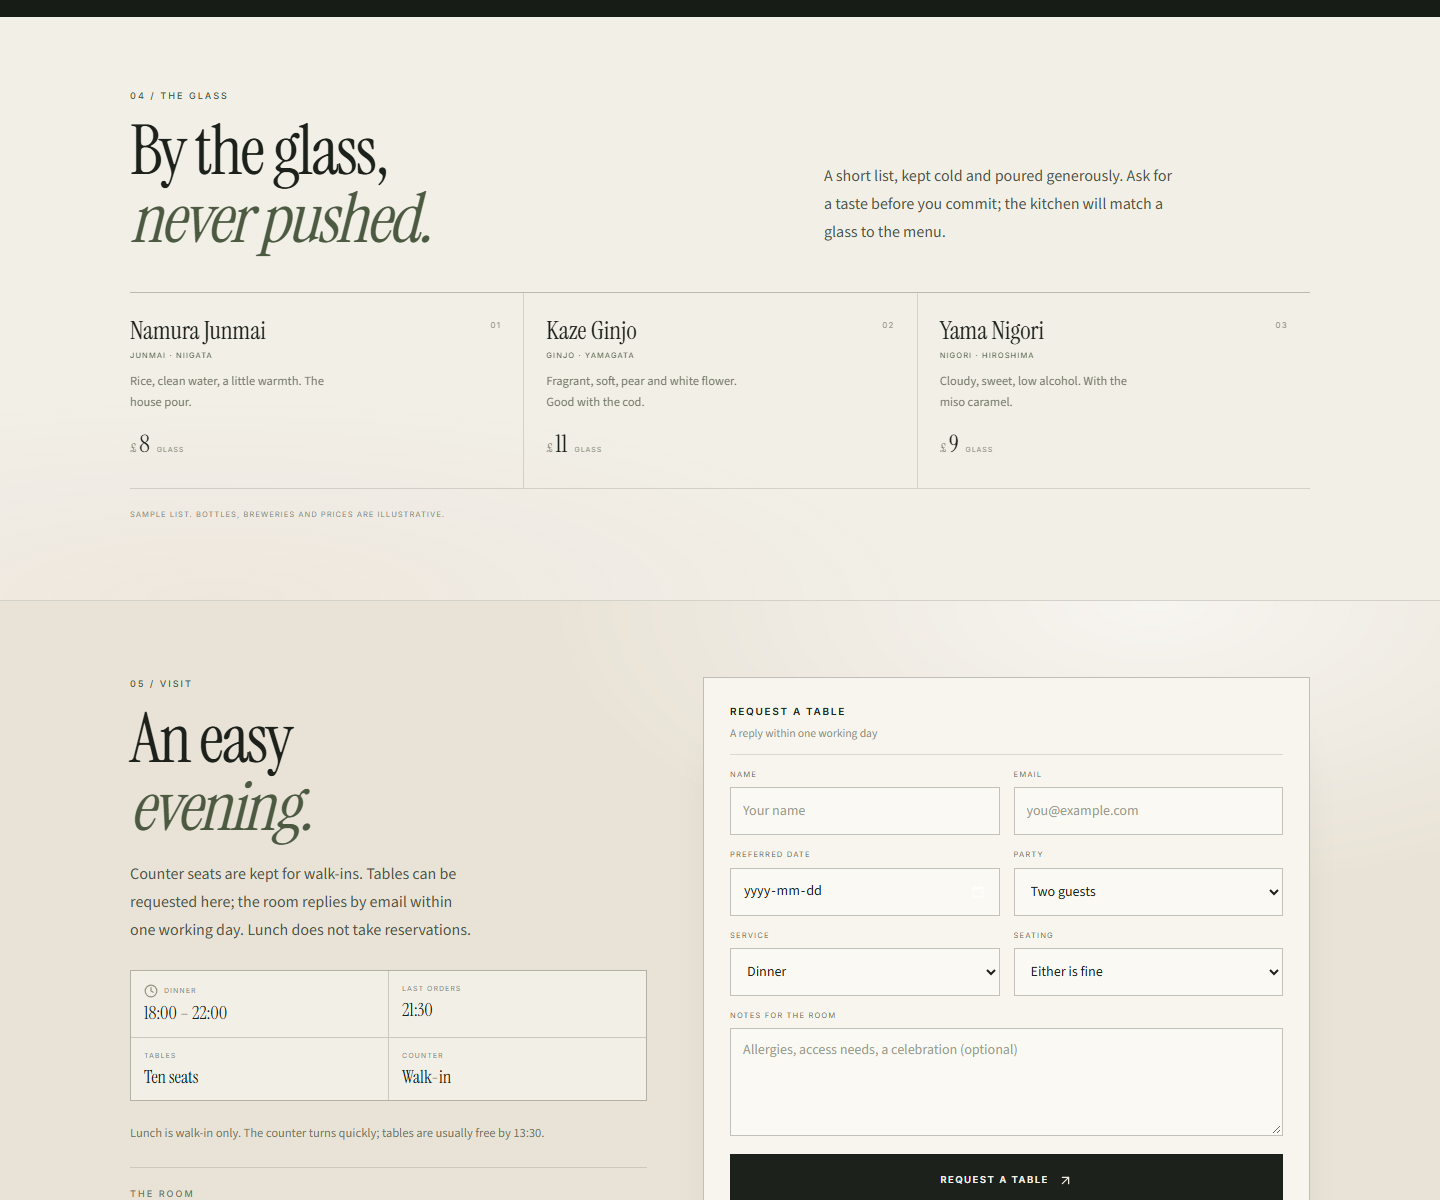 04 / THE GLASS
By the glass,
never pushed.
A short list, kept cold and poured generously. Ask for
a taste before you commit; the kitchen will match a
glass to the menu.
Namura Junmai
01
JUNMAI · NIIGATA
Rice, clean water, a little warmth. The
house pour.
£8 GLASS
Kaze Ginjo
02
GINJO · YAMAGATA
Fragrant, soft, pear and white flower.
Good with the cod.
£11 GLASS
Yama Nigori
03
NIGORI · HIROSHIMA
Cloudy, sweet, low alcohol. With the
miso caramel.
£9 GLASS
SAMPLE LIST. BOTTLES, BREWERIES AND PRICES ARE ILLUSTRATIVE.
05 / VISIT
An easy
evening.
Counter seats are kept for walk-ins. Tables can be
requested here; the room replies by email within
one working day. Lunch does not take reservations.
DINNER
18:00 – 22:00
LAST ORDERS
21:30
TABLES
Ten seats
COUNTER
Walk-in
Lunch is walk-in only. The counter turns quickly; tables are usually free by 13:30.
THE ROOM
REQUEST A TABLE
A reply within one working day
NAME
Your name
EMAIL
you@example.com
PREFERRED DATE
yyyy-mm-dd
PARTY
Two guests
SERVICE
Dinner
SEATING
Either is fine
NOTES FOR THE ROOM
Allergies, access needs, a celebration (optional)
REQUEST A TABLE